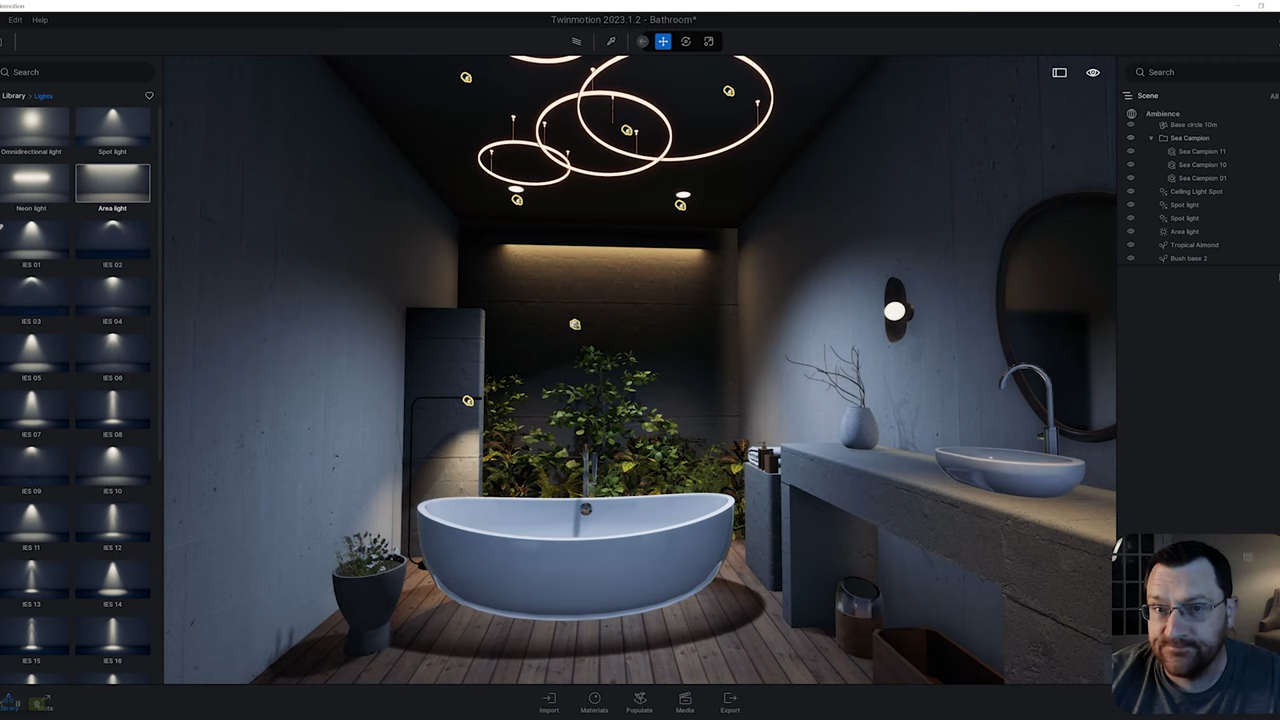 inmotion
Edit Help
Twinmotion 2023.1.2 - Bathroom*
Search
Library > Lights
Omnidirectional light
Spot light
Neon light
Area light
IES 01
IES 02
IES 03
IES 04
IES 05
IES 06
IES 07
IES 08
IES 09
IES 10
IES 11
IES 12
IES 13
IES 14
IES 15
IES 16
Import
Materials
Populate
Media
Export
Search
Scene
All
Ambience
Base circle 10m
Sea Campion
Sea Campion 11
Sea Campion 10
Sea Campion 01
Ceiling Light Spot
Spot light
Spot light
Area light
Tropical Almond
Bush base 2